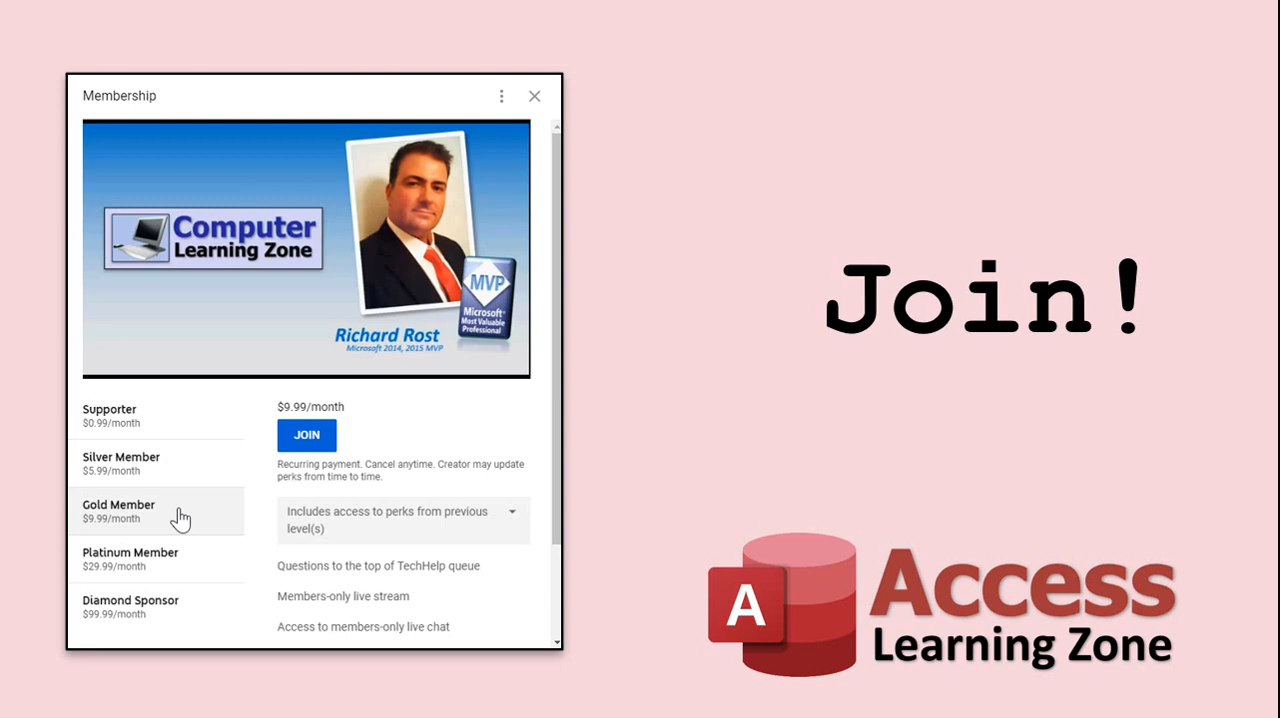 Membership
Computer
Learning Zone
MVP
Microsoft®
Most Valuable
Professional
Richard Rost
Microsoft 2014, 2015 MVP
Supporter
$0.99/month
Silver Member
$5.99/month
Gold Member
$9.99/month
Platinum Member
$29.99/month
Diamond Sponsor
$99.99/month
$9.99/month
JOIN
Recurring payment. Cancel anytime. Creator may update
perks from time to time.
Includes access to perks from previous
level(s)
Questions to the top of TechHelp queue
Members-only live stream
Access to members-only live chat
Join!
A
Access
Learning Zone